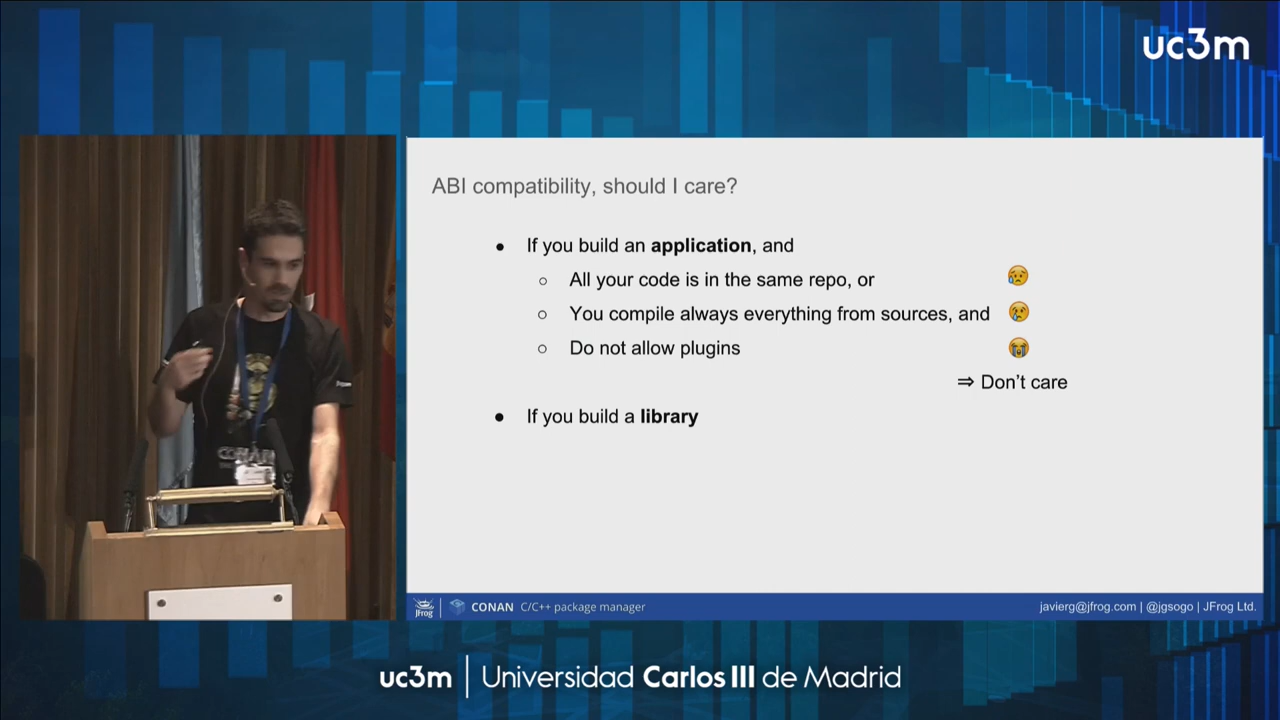 uc3m
ABI compatibility, should I care?
● If you build an application, and
○ All your code is in the same repo, or
○ You compile always everything from sources, and
○ Do not allow plugins
⇒ Don't care
● If you build a library
CONAN
JFrog
CONAN C/C++ package manager
javierg@jfrog.com | @jgsogo | JFrog Ltd.
uc3m | Universidad Carlos III de Madrid